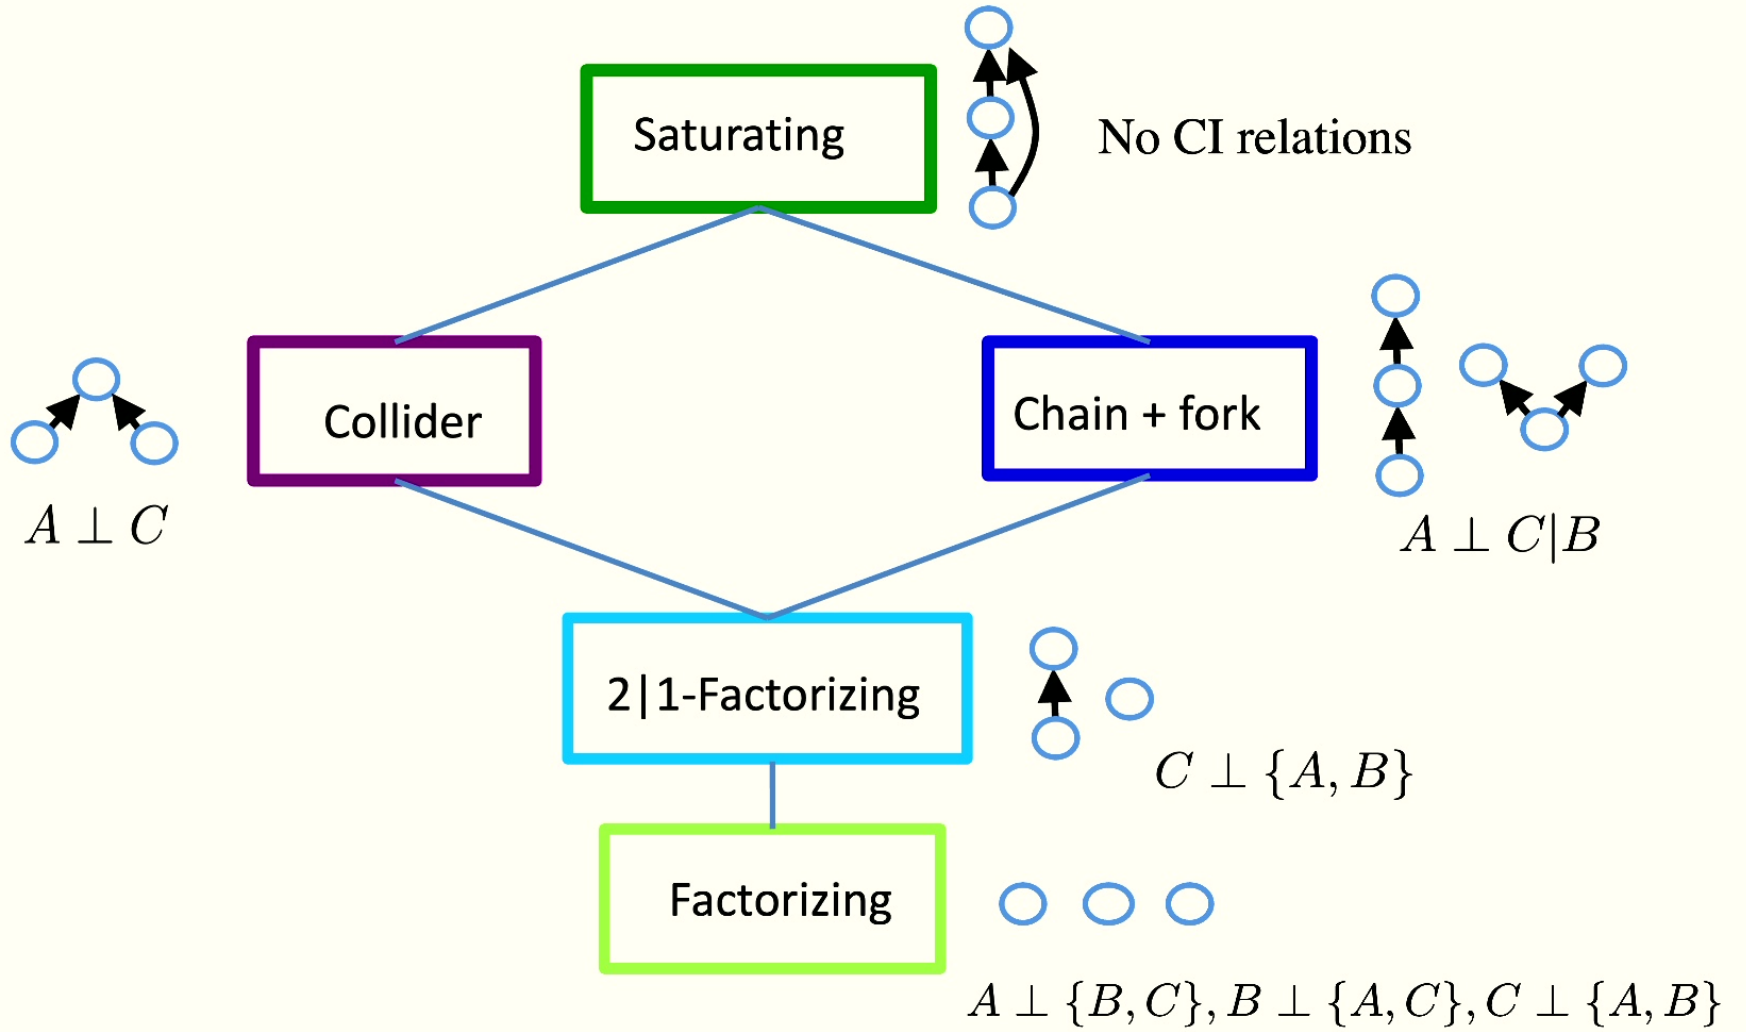 Saturating
No CI relations
Collider
Chain + fork
A ⊥ C
A ⊥ C|B
2|1-Factorizing
C ⊥ {A, B}
Factorizing
A ⊥ {B, C}, B ⊥ {A, C}, C ⊥ {A, B}